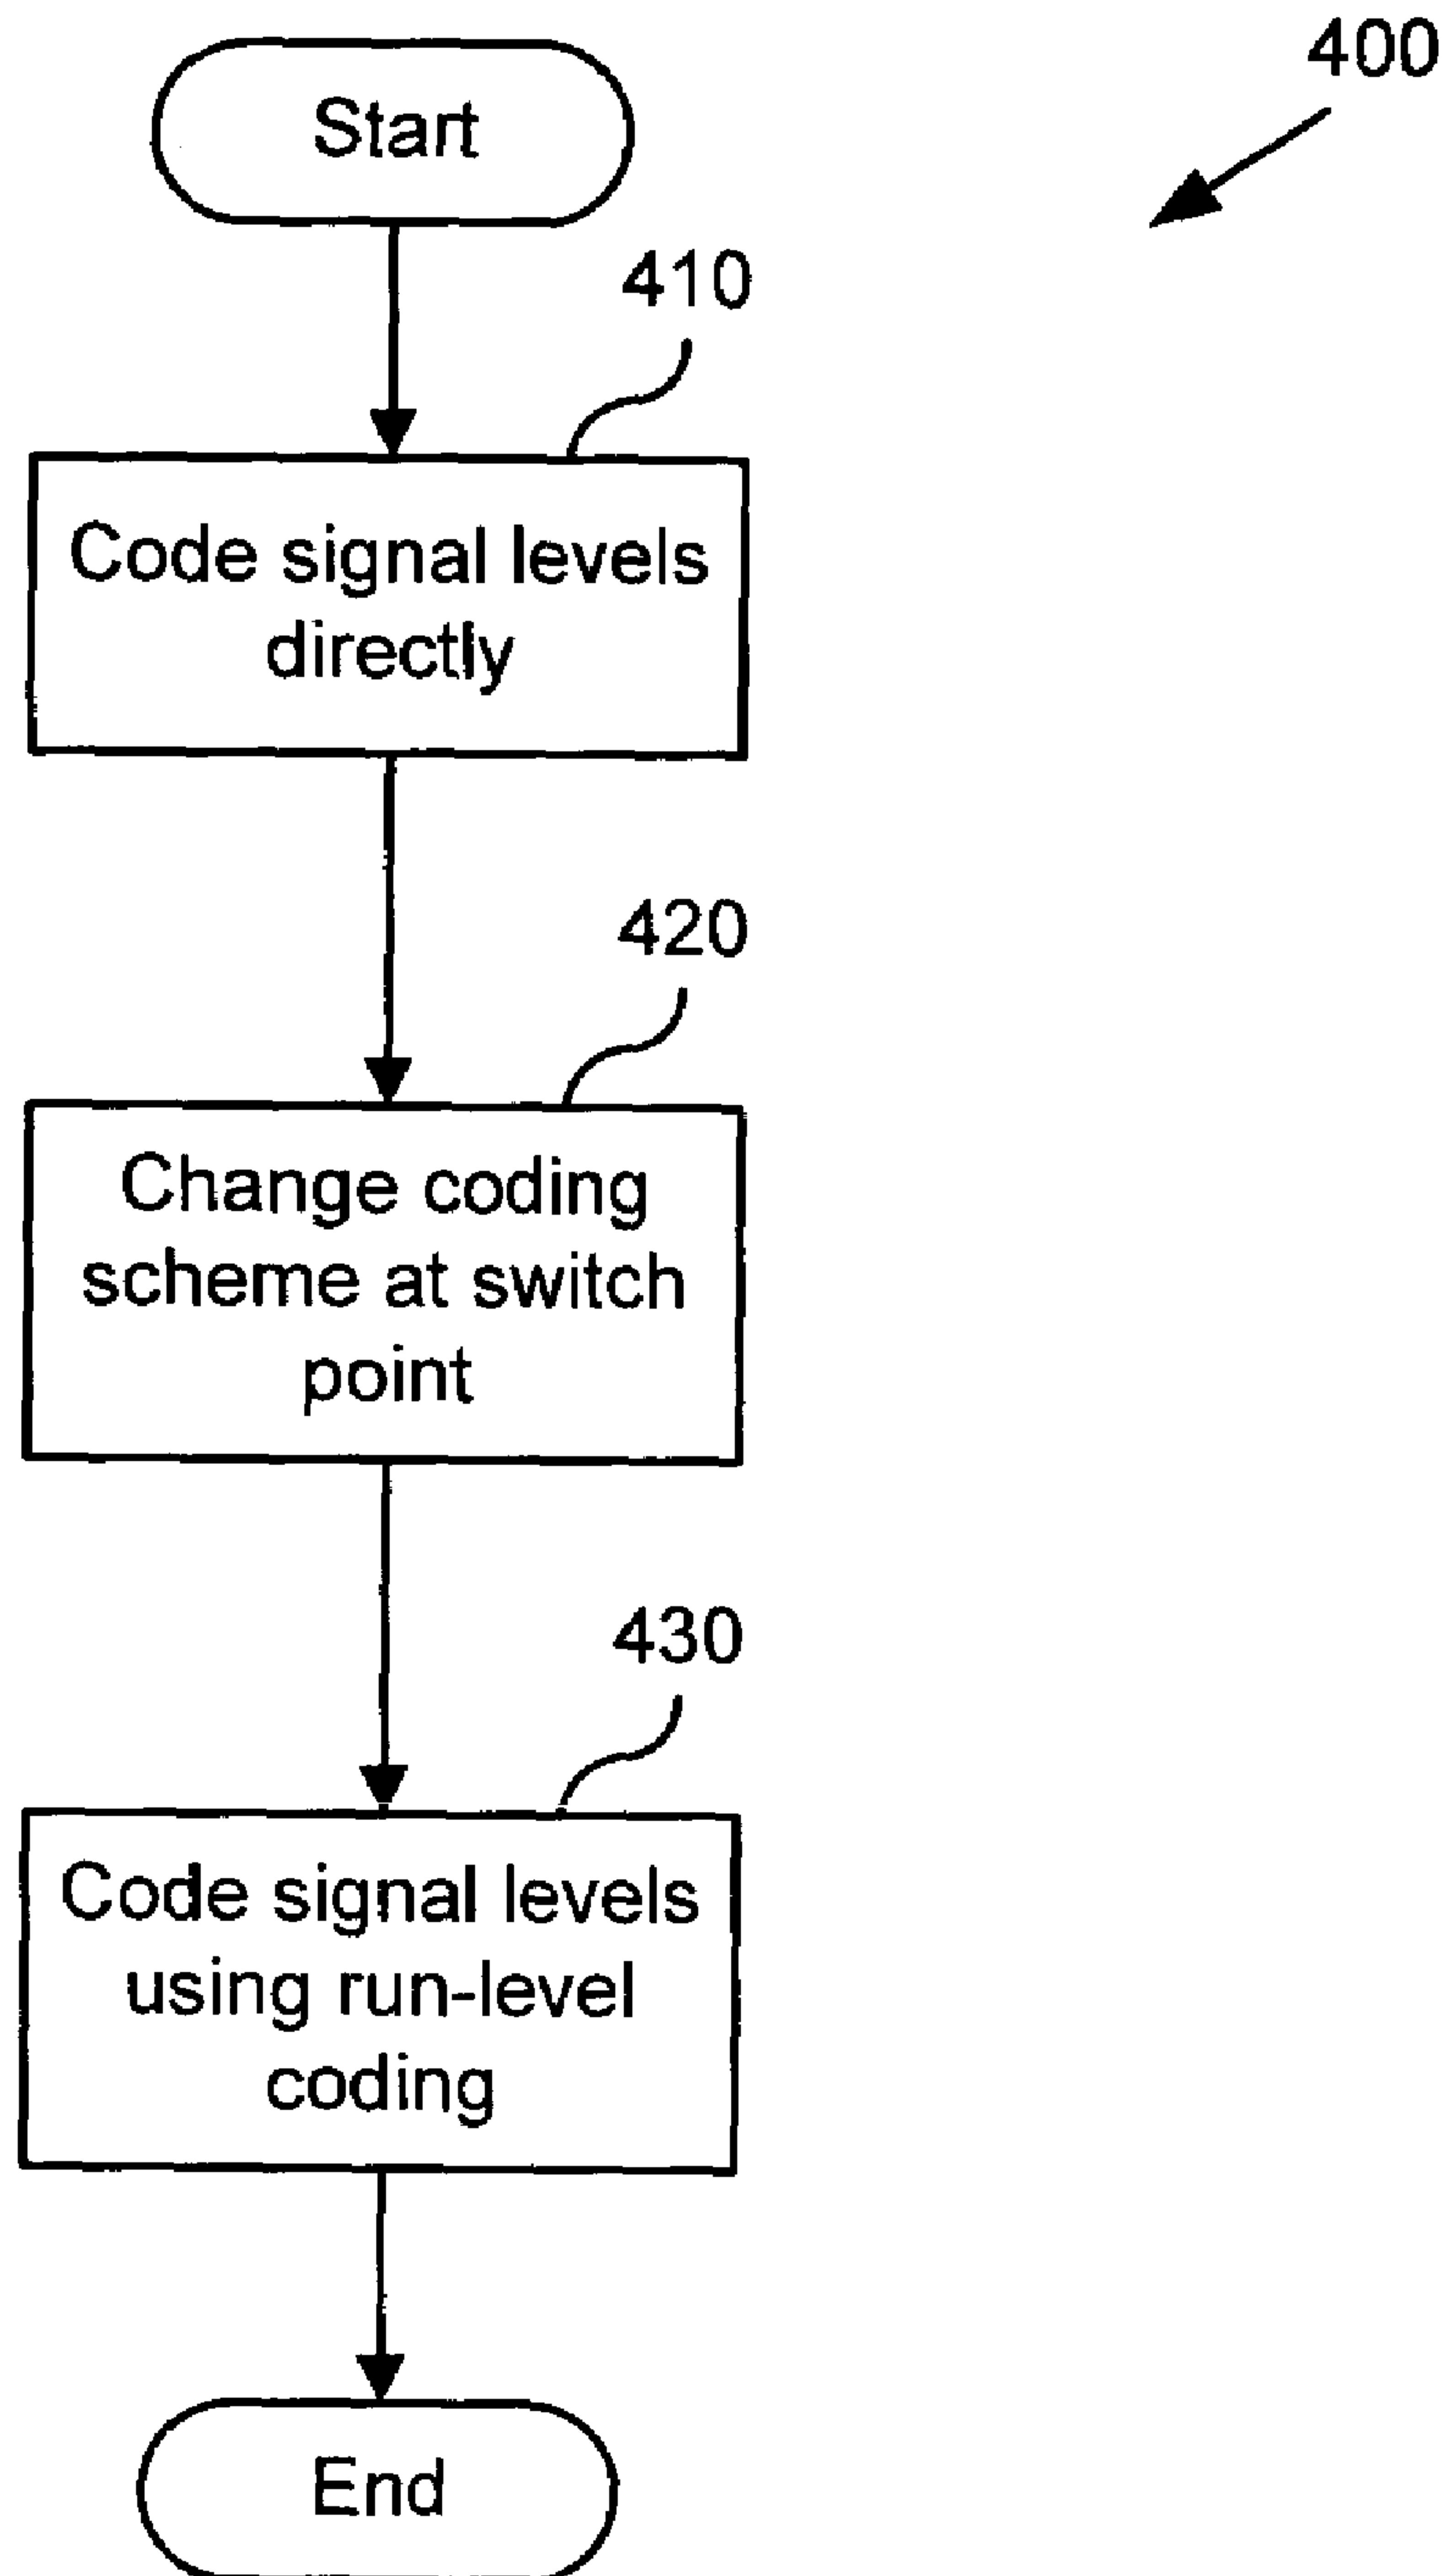 400
Start
410
Code signal levels
directly
420
Change coding
scheme at switch
point
430
Code signal levels
using run-level
coding
End